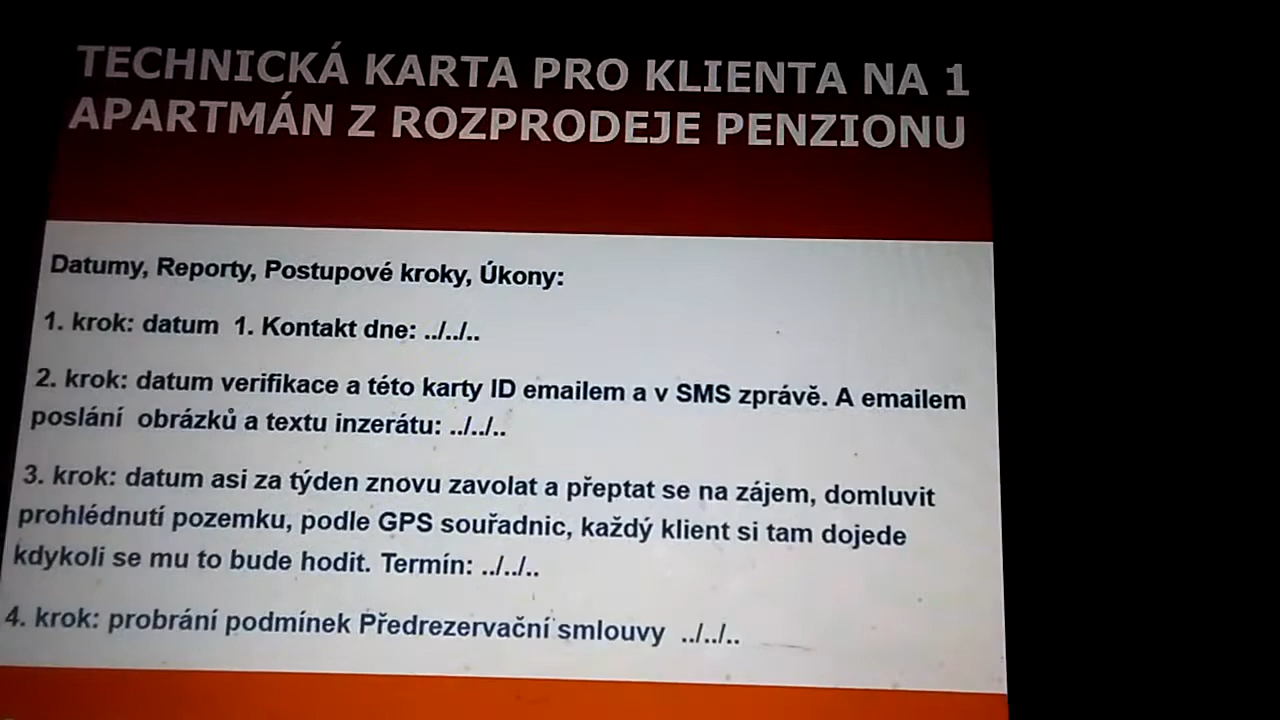 TECHNICKÁ KARTA PRO KLIENTA NA 1
APARTMÁN Z ROZPRODEJE PENZIONU
Datumy, Reporty, Postupové kroky, Úkony:
1. krok: datum 1. Kontakt dne: ../../..
2. krok: datum verifikace a této karty ID emailem a v SMS zprávě. A emailem
poslání obrázků a textu inzerátu: ../../..
3. krok: datum asi za týden znovu zavolat a přeptat se na zájem, domluvit
prohlédnutí pozemku, podle GPS souřadnic, každý klient si tam dojede
kdykoli se mu to bude hodit. Termín: ../../..
4. krok: probrání podmínek Předrezervační smlouvy ../../..